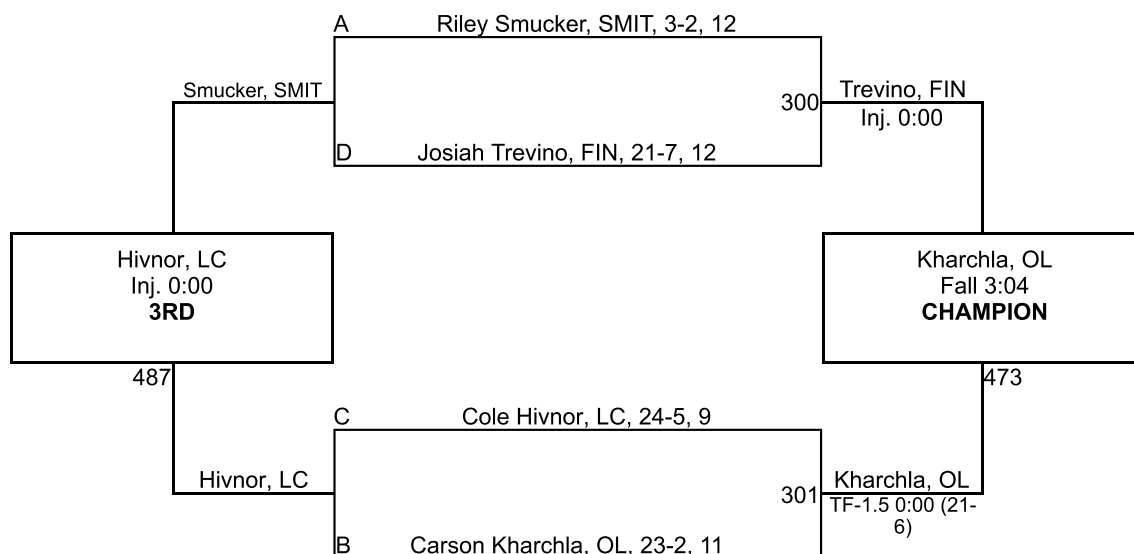 A
Riley Smucker, SMIT, 3-2, 12
Smucker, SMIT
300
Trevino, FIN
Inj. 0:00
D
Josiah Trevino, FIN, 21-7, 12
Hivnor, LC
Inj. 0:00
3RD
Kharchla, OL
Fall 3:04
CHAMPION
487
473
C
Cole Hivnor, LC, 24-5, 9
Hivnor, LC
301
Kharchla, OL
TF-1.5 0:00 (21-
6)
B
Carson Kharchla, OL, 23-2, 11